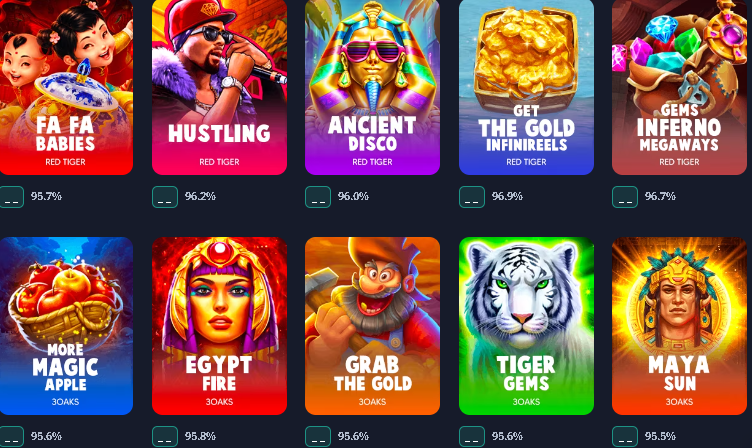 FA FA
BABIES
RED TIGER
HUSTLING
RED TIGER
ANCIENT
DISCO
RED TIGER
GET
THE GOLD
INFINIREELS
RED TIGER
GEMS
INFERNO
MEGAWAYS
RED TIGER
_ _ 95.7%
_ _ 96.2%
_ _ 96.0%
_ _ 96.9%
_ _ 96.7%
MORE
MAGIC
APPLE
3OAKS
EGYPT
FIRE
3OAKS
GRAB
THE GOLD
3OAKS
TIGER
GEMS
3OAKS
MAYA
SUN
3OAKS
_ _ 95.6%
_ _ 95.8%
_ _ 95.6%
_ _ 95.6%
_ _ 95.5%